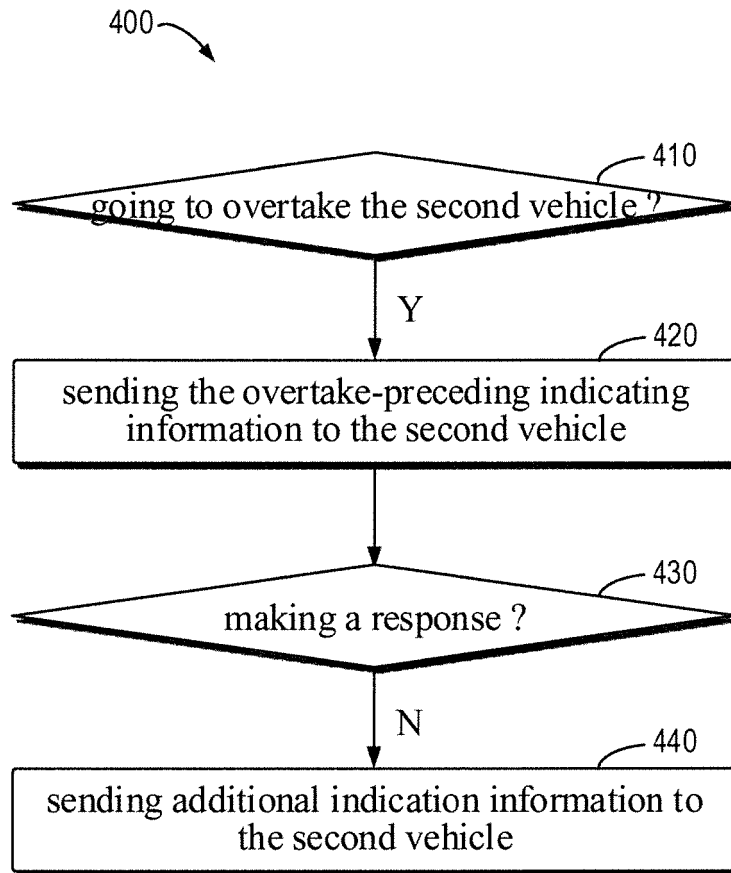 400
410
going to overtake the second vehicle ?
Y
420
sending the overtake-preceding indicating
information to the second vehicle
430
making a response ?
N
440
sending additional indication information to
the second vehicle